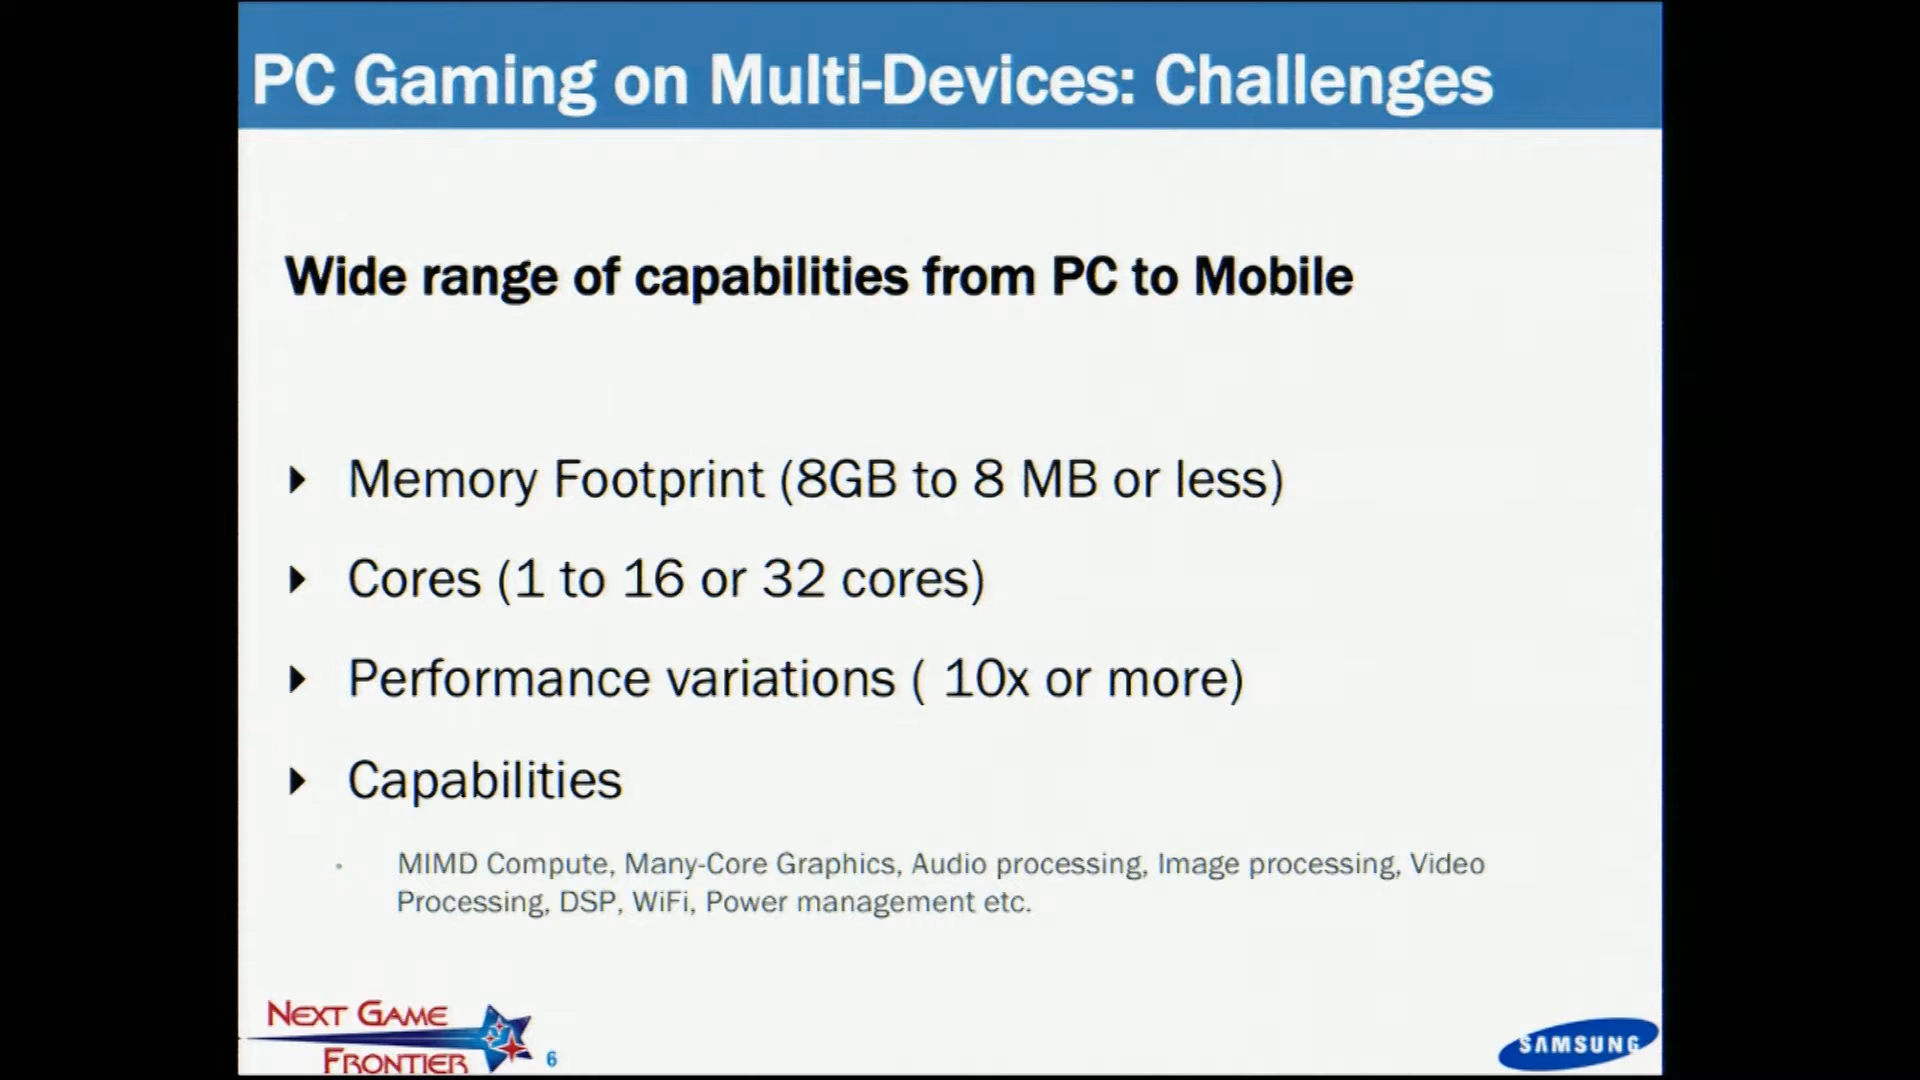 PC Gaming on Multi-Devices: Challenges
Wide range of capabilities from PC to Mobile
Memory Footprint (8GB to 8 MB or less)
Cores (1 to 16 or 32 cores)
Performance variations ( 10x or more)
Capabilities
MIMD Compute, Many-Core Graphics, Audio processing, Image processing, Video
Processing, DSP, WiFi, Power management etc.
NEXT GAME
FRONTIER
6
SAMSUNG